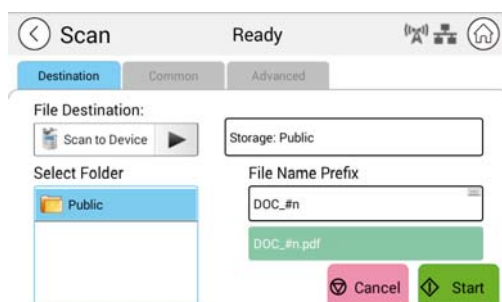 Scan Ready
Destination Common Advanced
File Destination:
Scan to Device Storage: Public
Select Folder File Name Prefix
Public DOC_#n
DOC_#n.pdf
Cancel Start